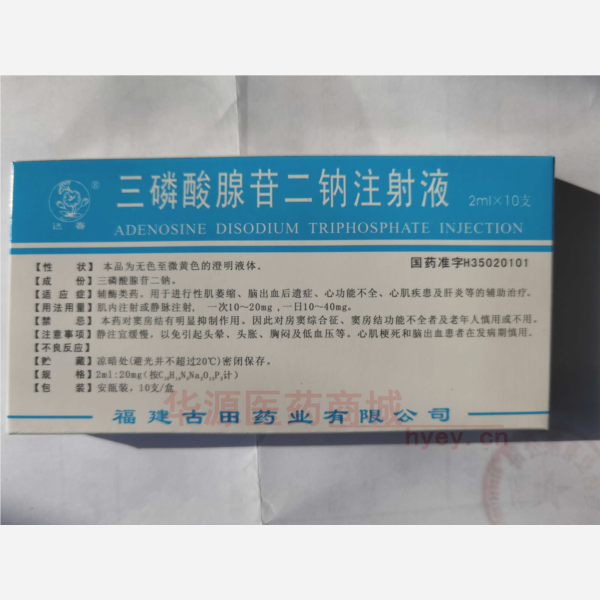 三磷酸腺苷二钠注射液
2ml×10支
达春
ADENOSINE DISODIUM TRIPHOSPHATE INJECTION
国药准字H35020101
【性 状】 本品为无色至微黄色的澄明液体。
【成 份】 三磷酸腺苷二钠。
【适 应 症】 辅酶类药。用于进行性肌萎缩、脑出血后遗症、心功能不全、心肌疾患及肝炎等的辅助治疗。
【用法用量】 肌内注射或静脉注射, 一次10~20mg,一日10~40mg。
【禁 忌】 本药对窦房结有明显抑制作用。因此对房窦综合征、窦房结功能不全者及老年人慎用或不用。
【注意事项】 静注宜缓慢,以免引起头晕、头胀、胸闷及低血压等。心肌梗死和脑出血患者在发病期慎用。
【不良反应】
【贮 藏】 凉暗处(避光并不超过20℃)密闭保存。
【规 格】 2ml:20mg(按C₁₀H₁₄N₅Na₂O₁₃P₃计)
【包 装】 安瓿装, 10支/盒
华源医药商城
福建古田药业有限公司
hyey.cn